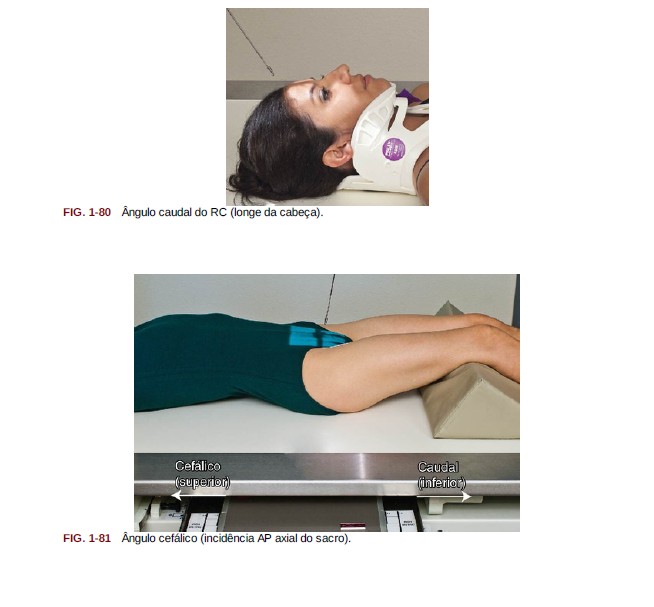 FIG. 1-80 Ângulo caudal do RC (longe da cabeça).
Cefálico
(superior)
Caudal
(inferior)
FIG. 1-81 Ângulo cefálico (incidência AP axial do sacro).